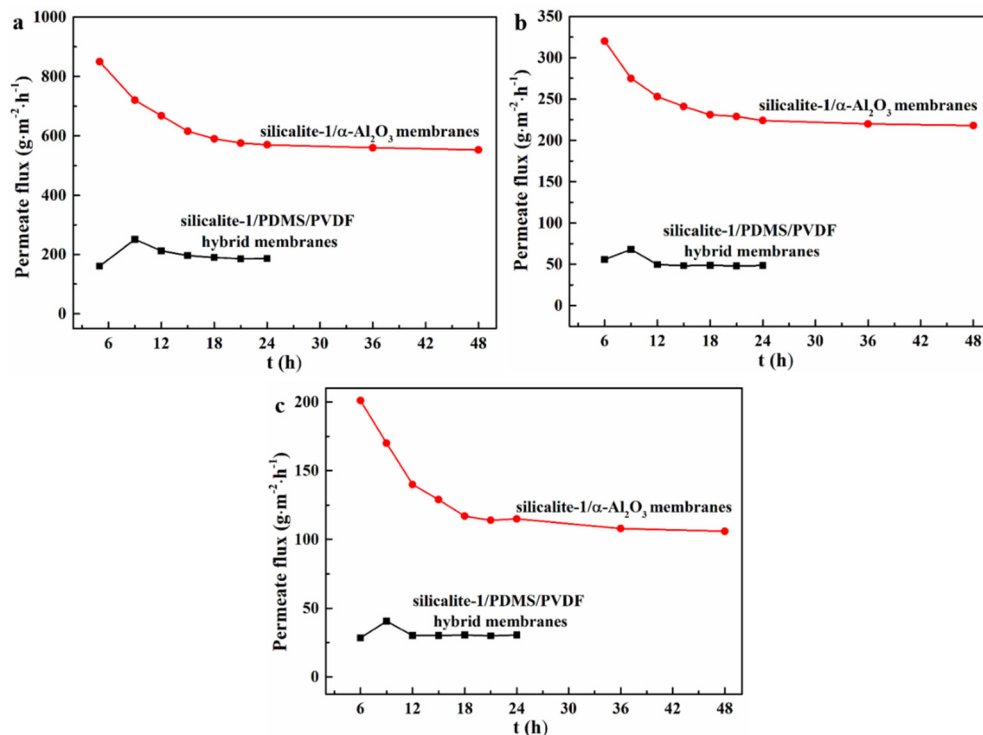 a
1000
800
600
400
200
0
Permeate flux (g·m⁻²·h⁻¹)
silicalite-1/α-Al₂O₃ membranes
silicalite-1/PDMS/PVDF
hybrid membranes
6 12 18 24 30 36 42 48
t (h)
b
350
300
250
200
150
100
50
0
Permeate flux (g·m⁻²·h⁻¹)
silicalite-1/α-Al₂O₃ membranes
silicalite-1/PDMS/PVDF
hybrid membranes
6 12 18 24 30 36 42 48
t (h)
c
200
150
100
50
0
Permeate flux (g·m⁻²·h⁻¹)
silicalite-1/α-Al₂O₃ membranes
silicalite-1/PDMS/PVDF
hybrid membranes
6 12 18 24 30 36 42 48
t (h)